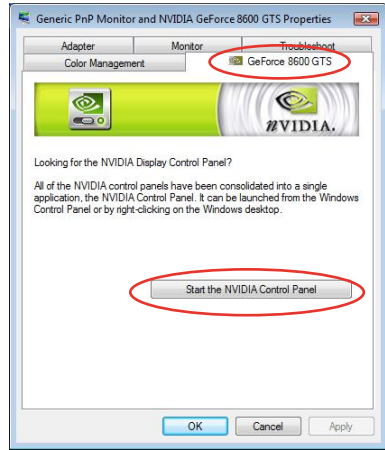 Generic PnP Monitor and NVIDIA GeForce 8600 GTS Properties
Adapter Monitor Troubleshoot
Color Management GeForce 8600 GTS
NVIDIA.
Looking for the NVIDIA Display Control Panel?
All of the NVIDIA control panels have been consolidated into a single
application, the NVIDIA Control Panel. It can be launched from the Windows
Control Panel or by right-clicking on the Windows desktop.
Start the NVIDIA Control Panel
OK Cancel Apply